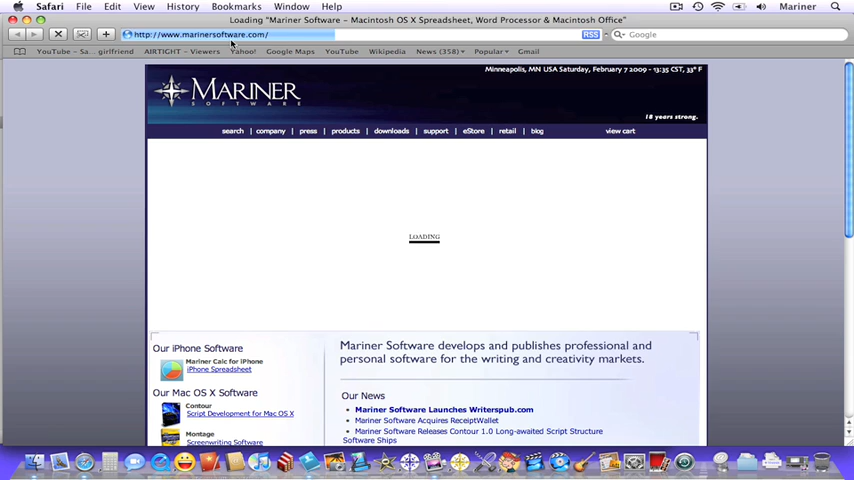 Safari File Edit View History Bookmarks Window Help Mariner
Loading "Mariner Software – Macintosh OS X Spreadsheet, Word Processor & Macintosh Office"
http://www.marinersoftware.com/ RSS Google
YouTube - Sa... girlfriend AIRTIGHT - Viewers Yahoo! Google Maps YouTube Wikipedia News (358) Popular Gmail
Minneapolis, MN USA Saturday, February 7 2009 - 13:35 CST, 33° F
MARINER
SOFTWARE
18 years strong.
search | company | press | products | downloads | support | eStore | retail | blog view cart
LOADING
Our iPhone Software
Mariner Calc for iPhone
iPhone Spreadsheet
Our Mac OS X Software
Contour
Script Development for Mac OS X
Montage
Screenwriting Software
Mariner Software develops and publishes professional and
personal software for the writing and creativity markets.
Our News
• Mariner Software Launches Writerspub.com
• Mariner Software Acquires ReceiptWallet
• Mariner Software Releases Contour 1.0 Long-awaited Script Structure
Software Ships